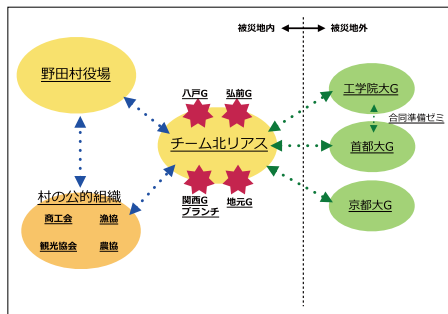 被災地内 被災地外
野田村役場
八戸G 弘前G
工学院大G
合同準備ゼミ
チーム北リアス
首都大G
村の公的組織
関西G
ブランチ
地元G
京都大G
商工会 漁協
観光協会 農協